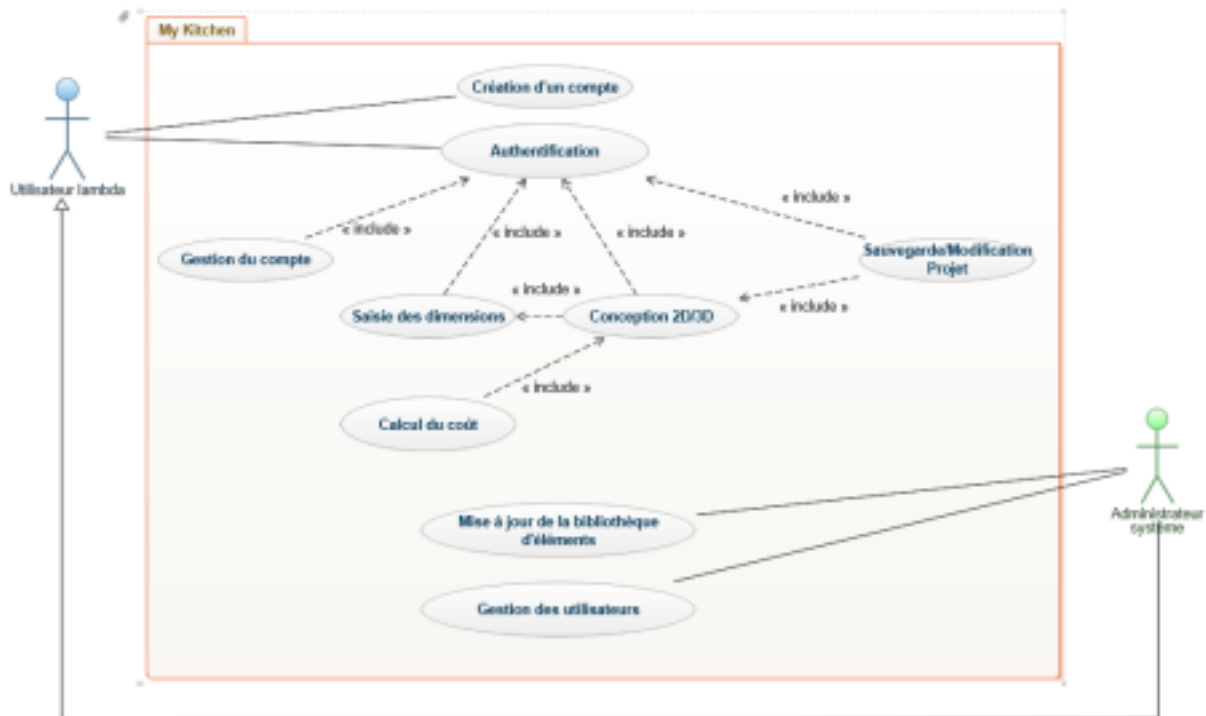 My Kitchen
Création d'un compte
Authentification
Utilisateur lambda
« include »
« include »
« include »
« include »
Gestion du compte
Sauvegarde/Modification
Projet
« include »
« include »
Saisie des dimensions
Conception 2D/3D
« include »
Calcul du coût
Mise à jour de la bibliothèque
d'éléments
Administrateur
système
Gestion des utilisateurs